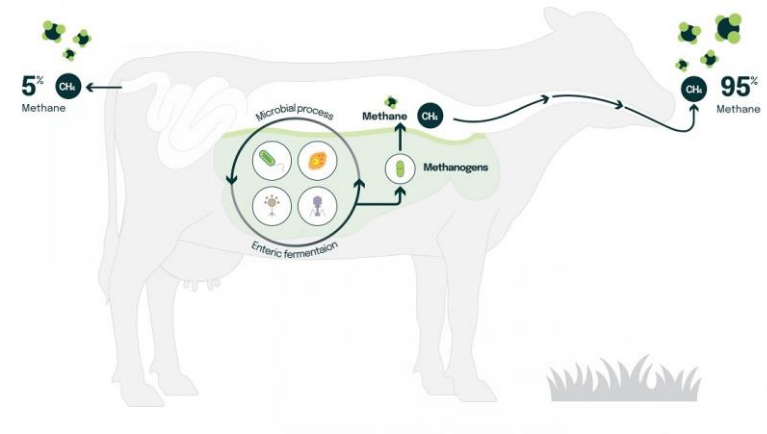 5%
CH₄
Methane
Microbial process
Enteric fermentaion
Methane
CH₄
Methanogens
CH₄
95%
Methane